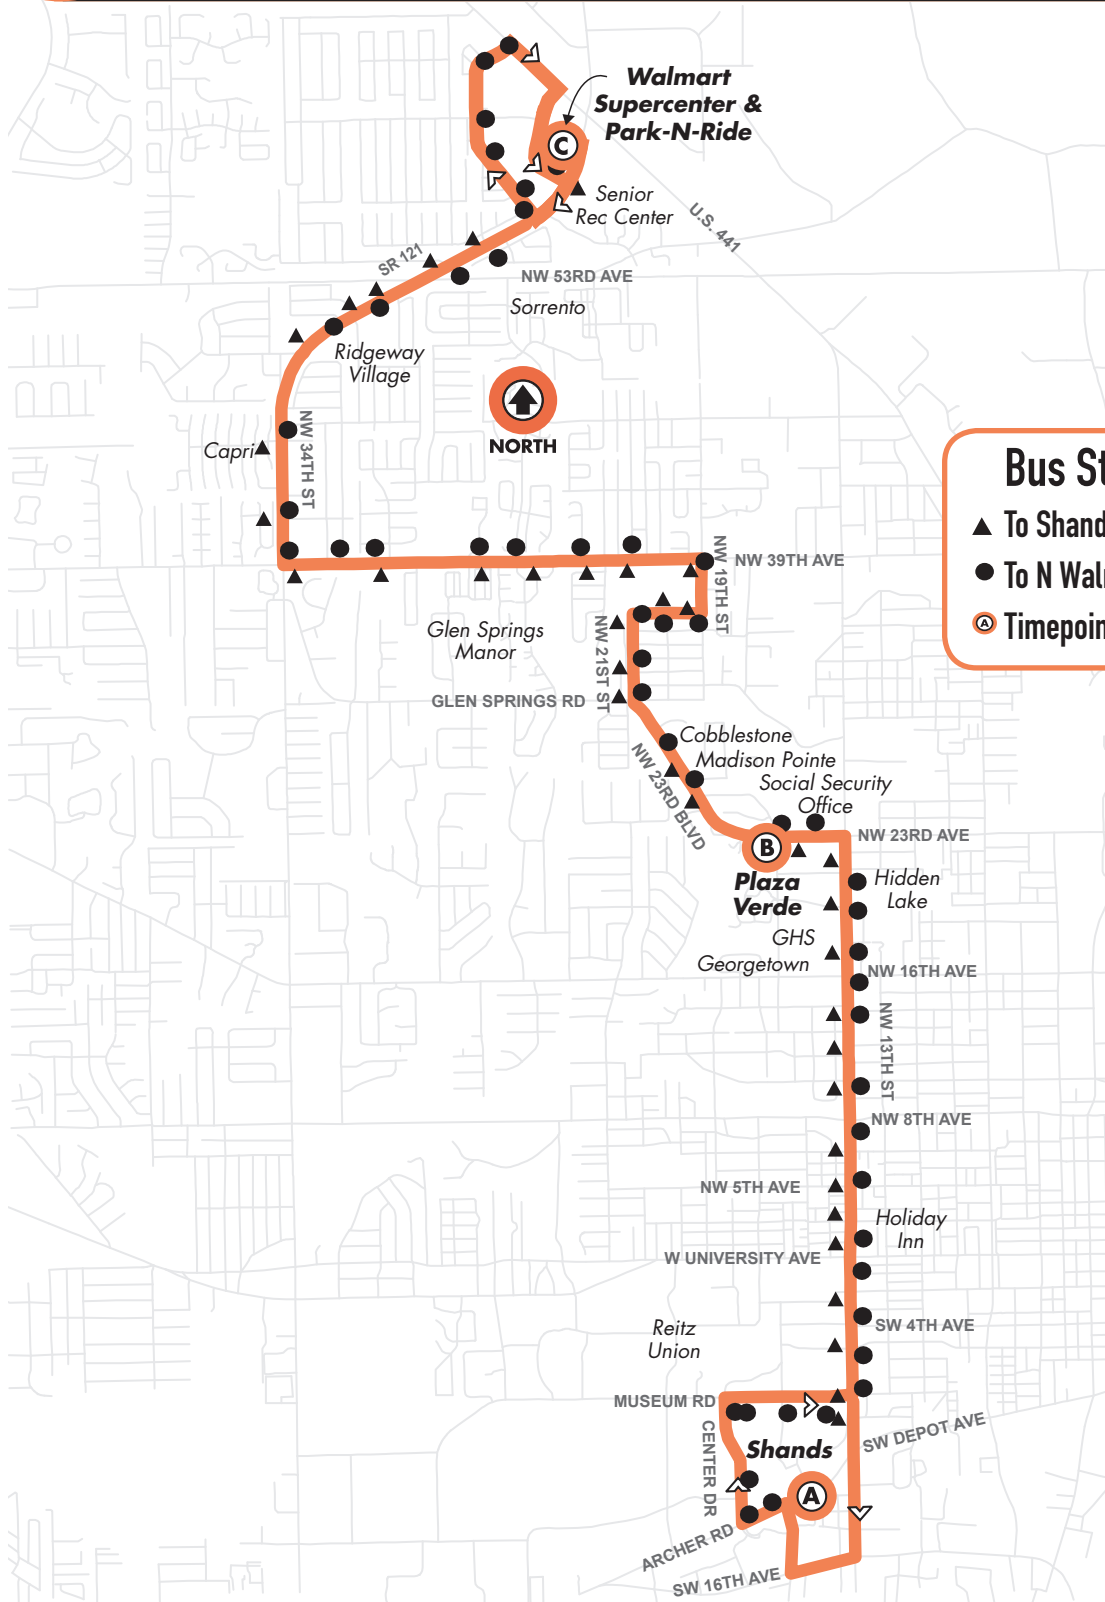 Walmart
Supercenter &
Park-N-Ride
C
Senior
Rec Center
U.S. 441
SR 121
NW 53RD AVE
Sorrento
Ridgeway
Village
NORTH
Capri
NW 34TH ST
Bus St
To Shand
To N Wal
A
Timepoin
NW 39TH AVE
NW 19TH ST
Glen Springs
Manor
NW 21ST ST
GLEN SPRINGS RD
Cobblestone
Madison Pointe
Social Security
Office
NW 23RD BLVD
NW 23RD AVE
B
Plaza
Verde
Hidden
Lake
GHS
Georgetown
NW 16TH AVE
NW 13TH ST
NW 8TH AVE
NW 5TH AVE
Holiday
Inn
W UNIVERSITY AVE
Reitz
Union
SW 4TH AVE
MUSEUM RD
CENTER DR
Shands
SW DEPOT AVE
A
ARCHER RD
SW 16TH AVE